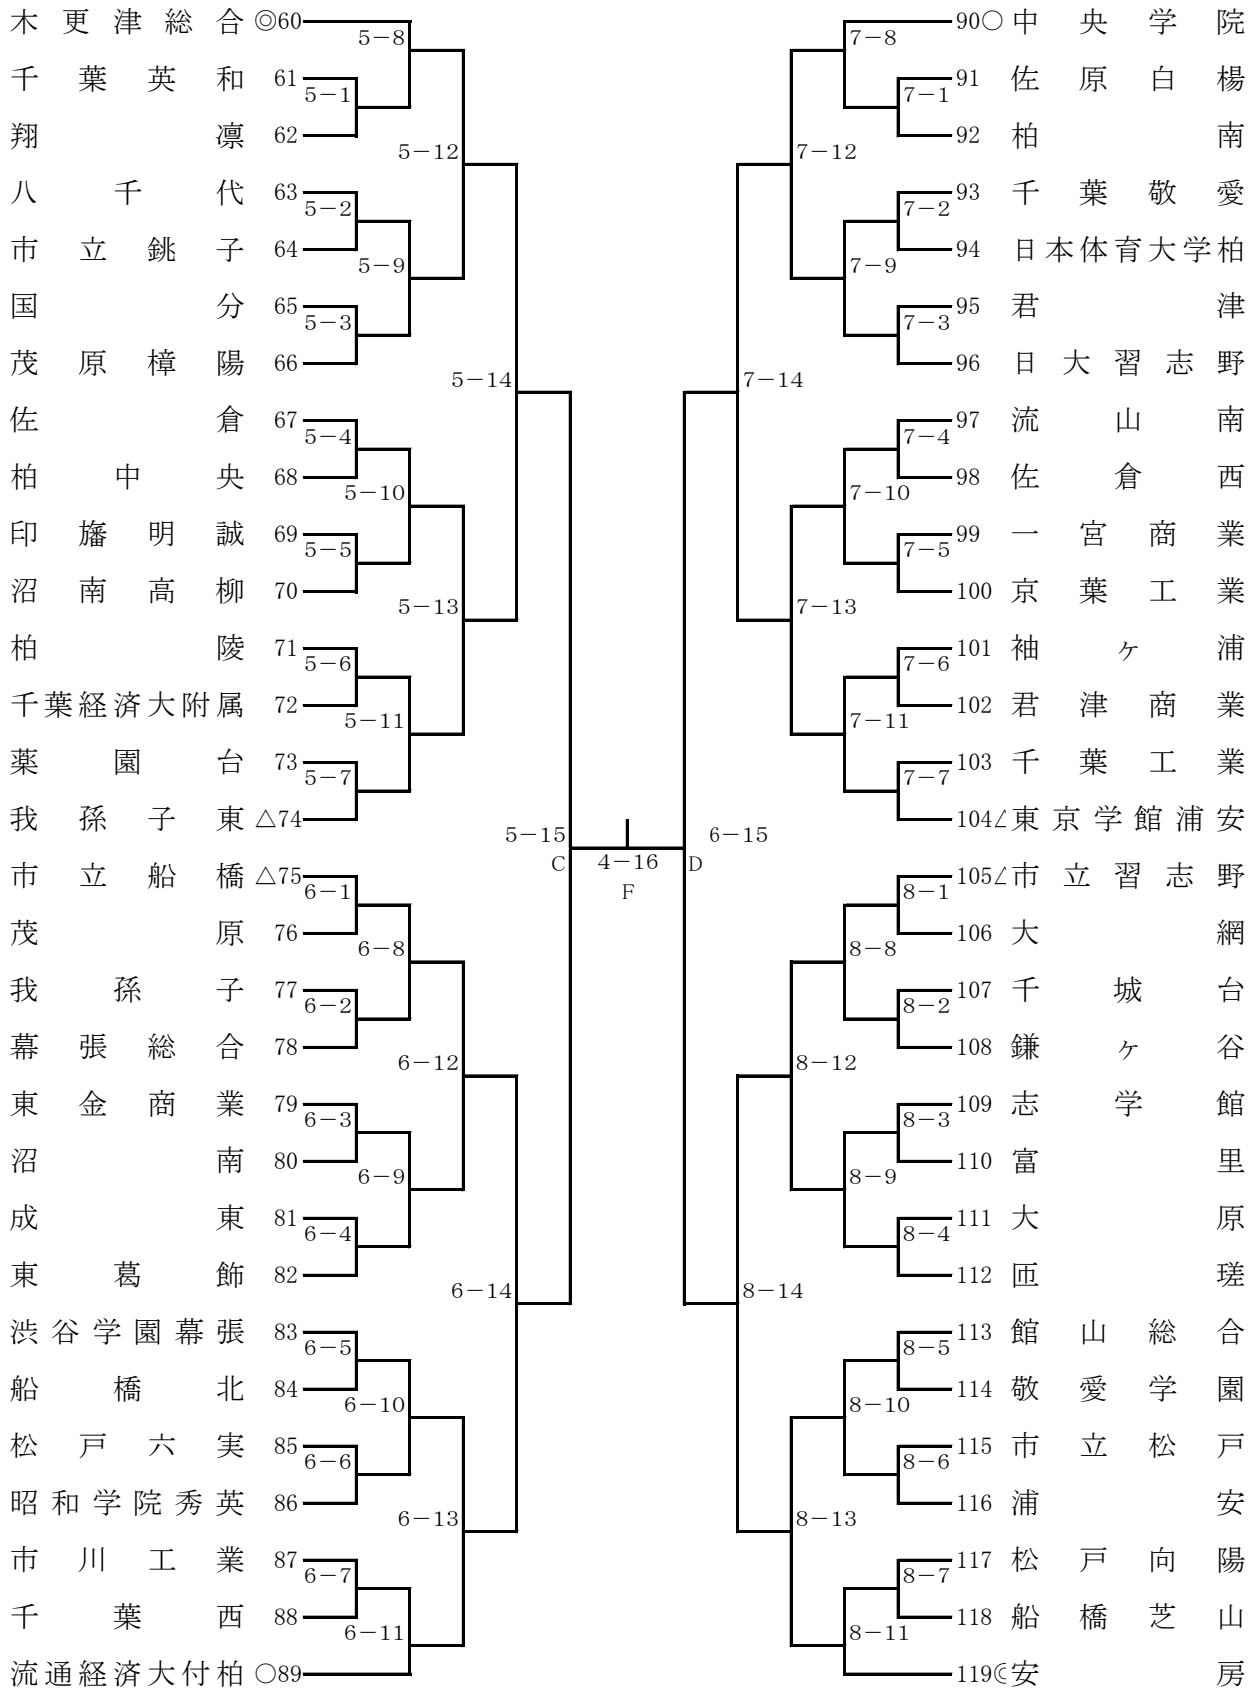 木更津総合 ◎60
5-8
千葉英和 61
5-1
翔凛 62
5-12
八千代 63
5-2
市立銚子 64
5-9
国分 65
5-3
茂原樟陽 66
5-14
佐倉 67
5-4
柏中央 68
5-10
印旛明誠 69
5-5
沼南高柳 70
5-13
柏陵 71
5-6
千葉経済大附属 72
5-11
薬園台 73
5-7
我孫子東 △74
5-15
C
市立船橋 △75
6-1
茂原 76
6-8
我孫子 77
6-2
幕張総合 78
6-12
東金商業 79
6-3
沼南 80
6-9
成東 81
6-4
東葛飾 82
6-14
渋谷学園幕張 83
6-5
船橋北 84
6-10
松戸六実 85
6-6
昭和学院秀英 86
6-13
市川工業 87
6-7
千葉西 88
6-11
流通経済大付柏 ○89
4-16
F
90○ 中央学院
7-8
91 佐原白楊
7-1
92 柏南
7-12
93 千葉敬愛
7-2
94 日本体育大学柏
7-9
95 君津
7-3
96 日大習志野
7-14
97 流山南
7-4
98 佐倉西
7-10
99 一宮商業
7-5
100 京葉工業
7-13
101 袖ヶ浦
7-6
102 君津商業
7-11
103 千葉工業
7-7
104△ 東京学館浦安
6-15
D
105△ 市立習志野
8-1
106 大網
8-8
107 千城台
8-2
108 鎌ヶ谷
8-12
109 志学館
8-3
110 富里
8-9
111 大原
8-4
112 匝瑳
8-14
113 館山総合
8-5
114 敬愛学園
8-10
115 市立松戸
8-6
116 浦安
8-13
117 松戸向陽
8-7
118 船橋芝山
8-11
119◎ 安房